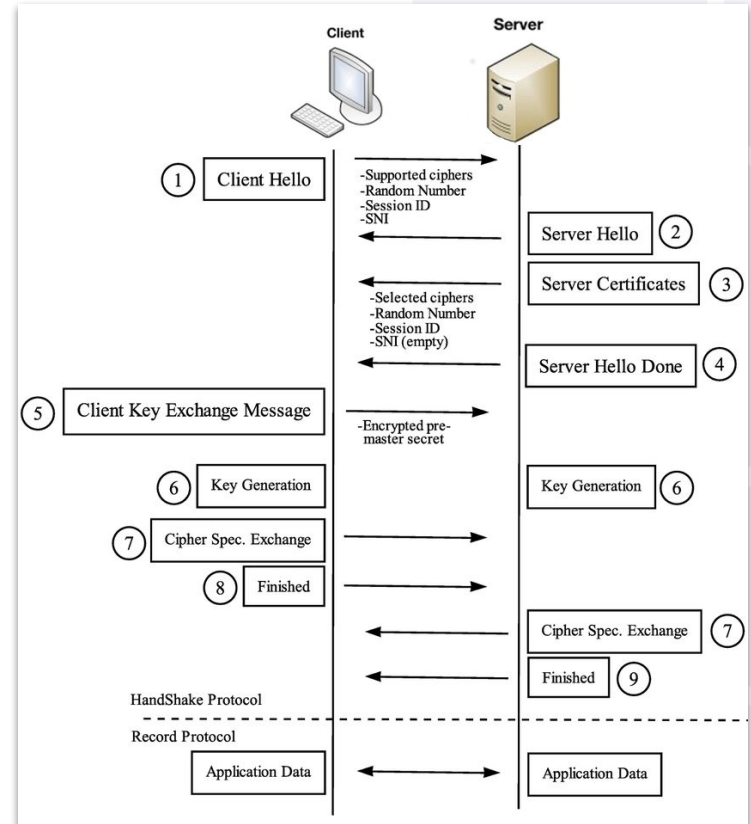 Client
Server
1
Client Hello
-Supported ciphers
-Random Number
-Session ID
-SNI
Server Hello
2
Server Certificates
3
-Selected ciphers
-Random Number
-Session ID
-SNI (empty)
Server Hello Done
4
5
Client Key Exchange Message
-Encrypted pre-
master secret
6
Key Generation
Key Generation
6
7
Cipher Spec. Exchange
8
Finished
Cipher Spec. Exchange
7
Finished
9
HandShake Protocol
Record Protocol
Application Data
Application Data